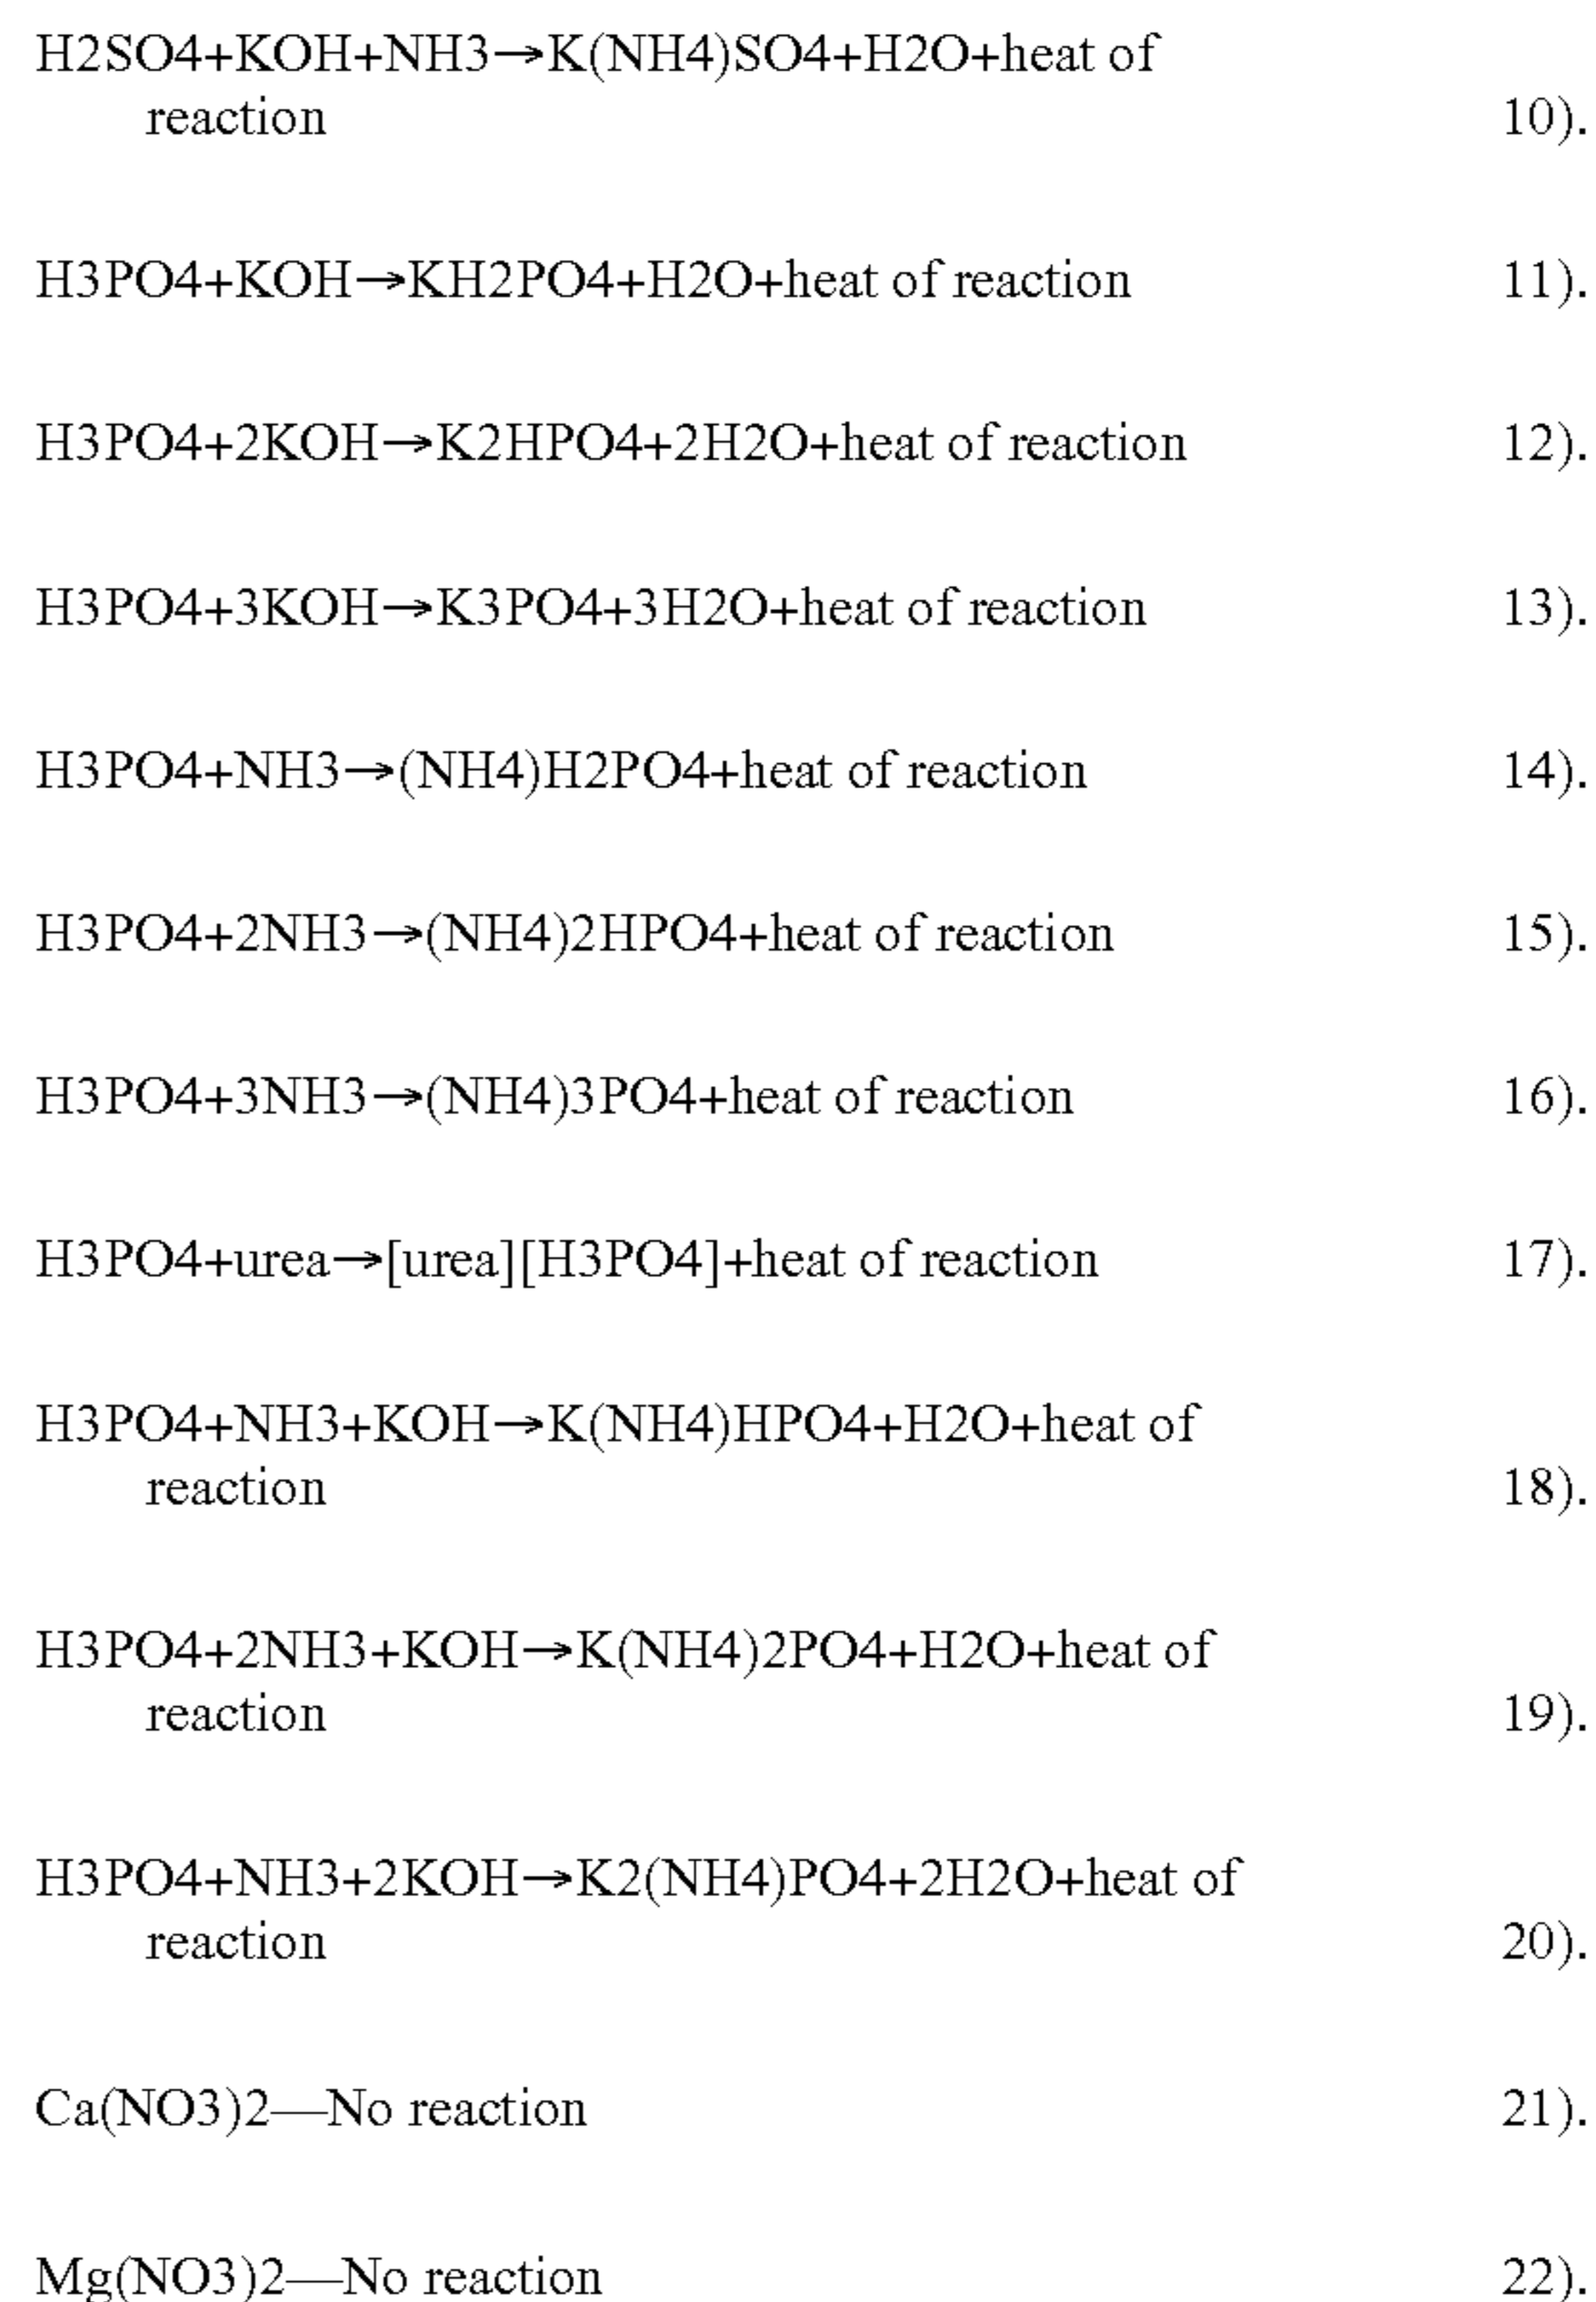 H2SO4+KOH+NH3→K(NH4)SO4+H2O+heat of
reaction 10).
H3PO4+KOH→KH2PO4+H2O+heat of reaction 11).
H3PO4+2KOH→K2HPO4+2H2O+heat of reaction 12).
H3PO4+3KOH→K3PO4+3H2O+heat of reaction 13).
H3PO4+NH3→(NH4)H2PO4+heat of reaction 14).
H3PO4+2NH3→(NH4)2HPO4+heat of reaction 15).
H3PO4+3NH3→(NH4)3PO4+heat of reaction 16).
H3PO4+urea→[urea][H3PO4]+heat of reaction 17).
H3PO4+NH3+KOH→K(NH4)HPO4+H2O+heat of
reaction 18).
H3PO4+2NH3+KOH→K(NH4)2PO4+H2O+heat of
reaction 19).
H3PO4+NH3+2KOH→K2(NH4)PO4+2H2O+heat of
reaction 20).
Ca(NO3)2—No reaction 21).
Mg(NO3)2—No reaction 22).